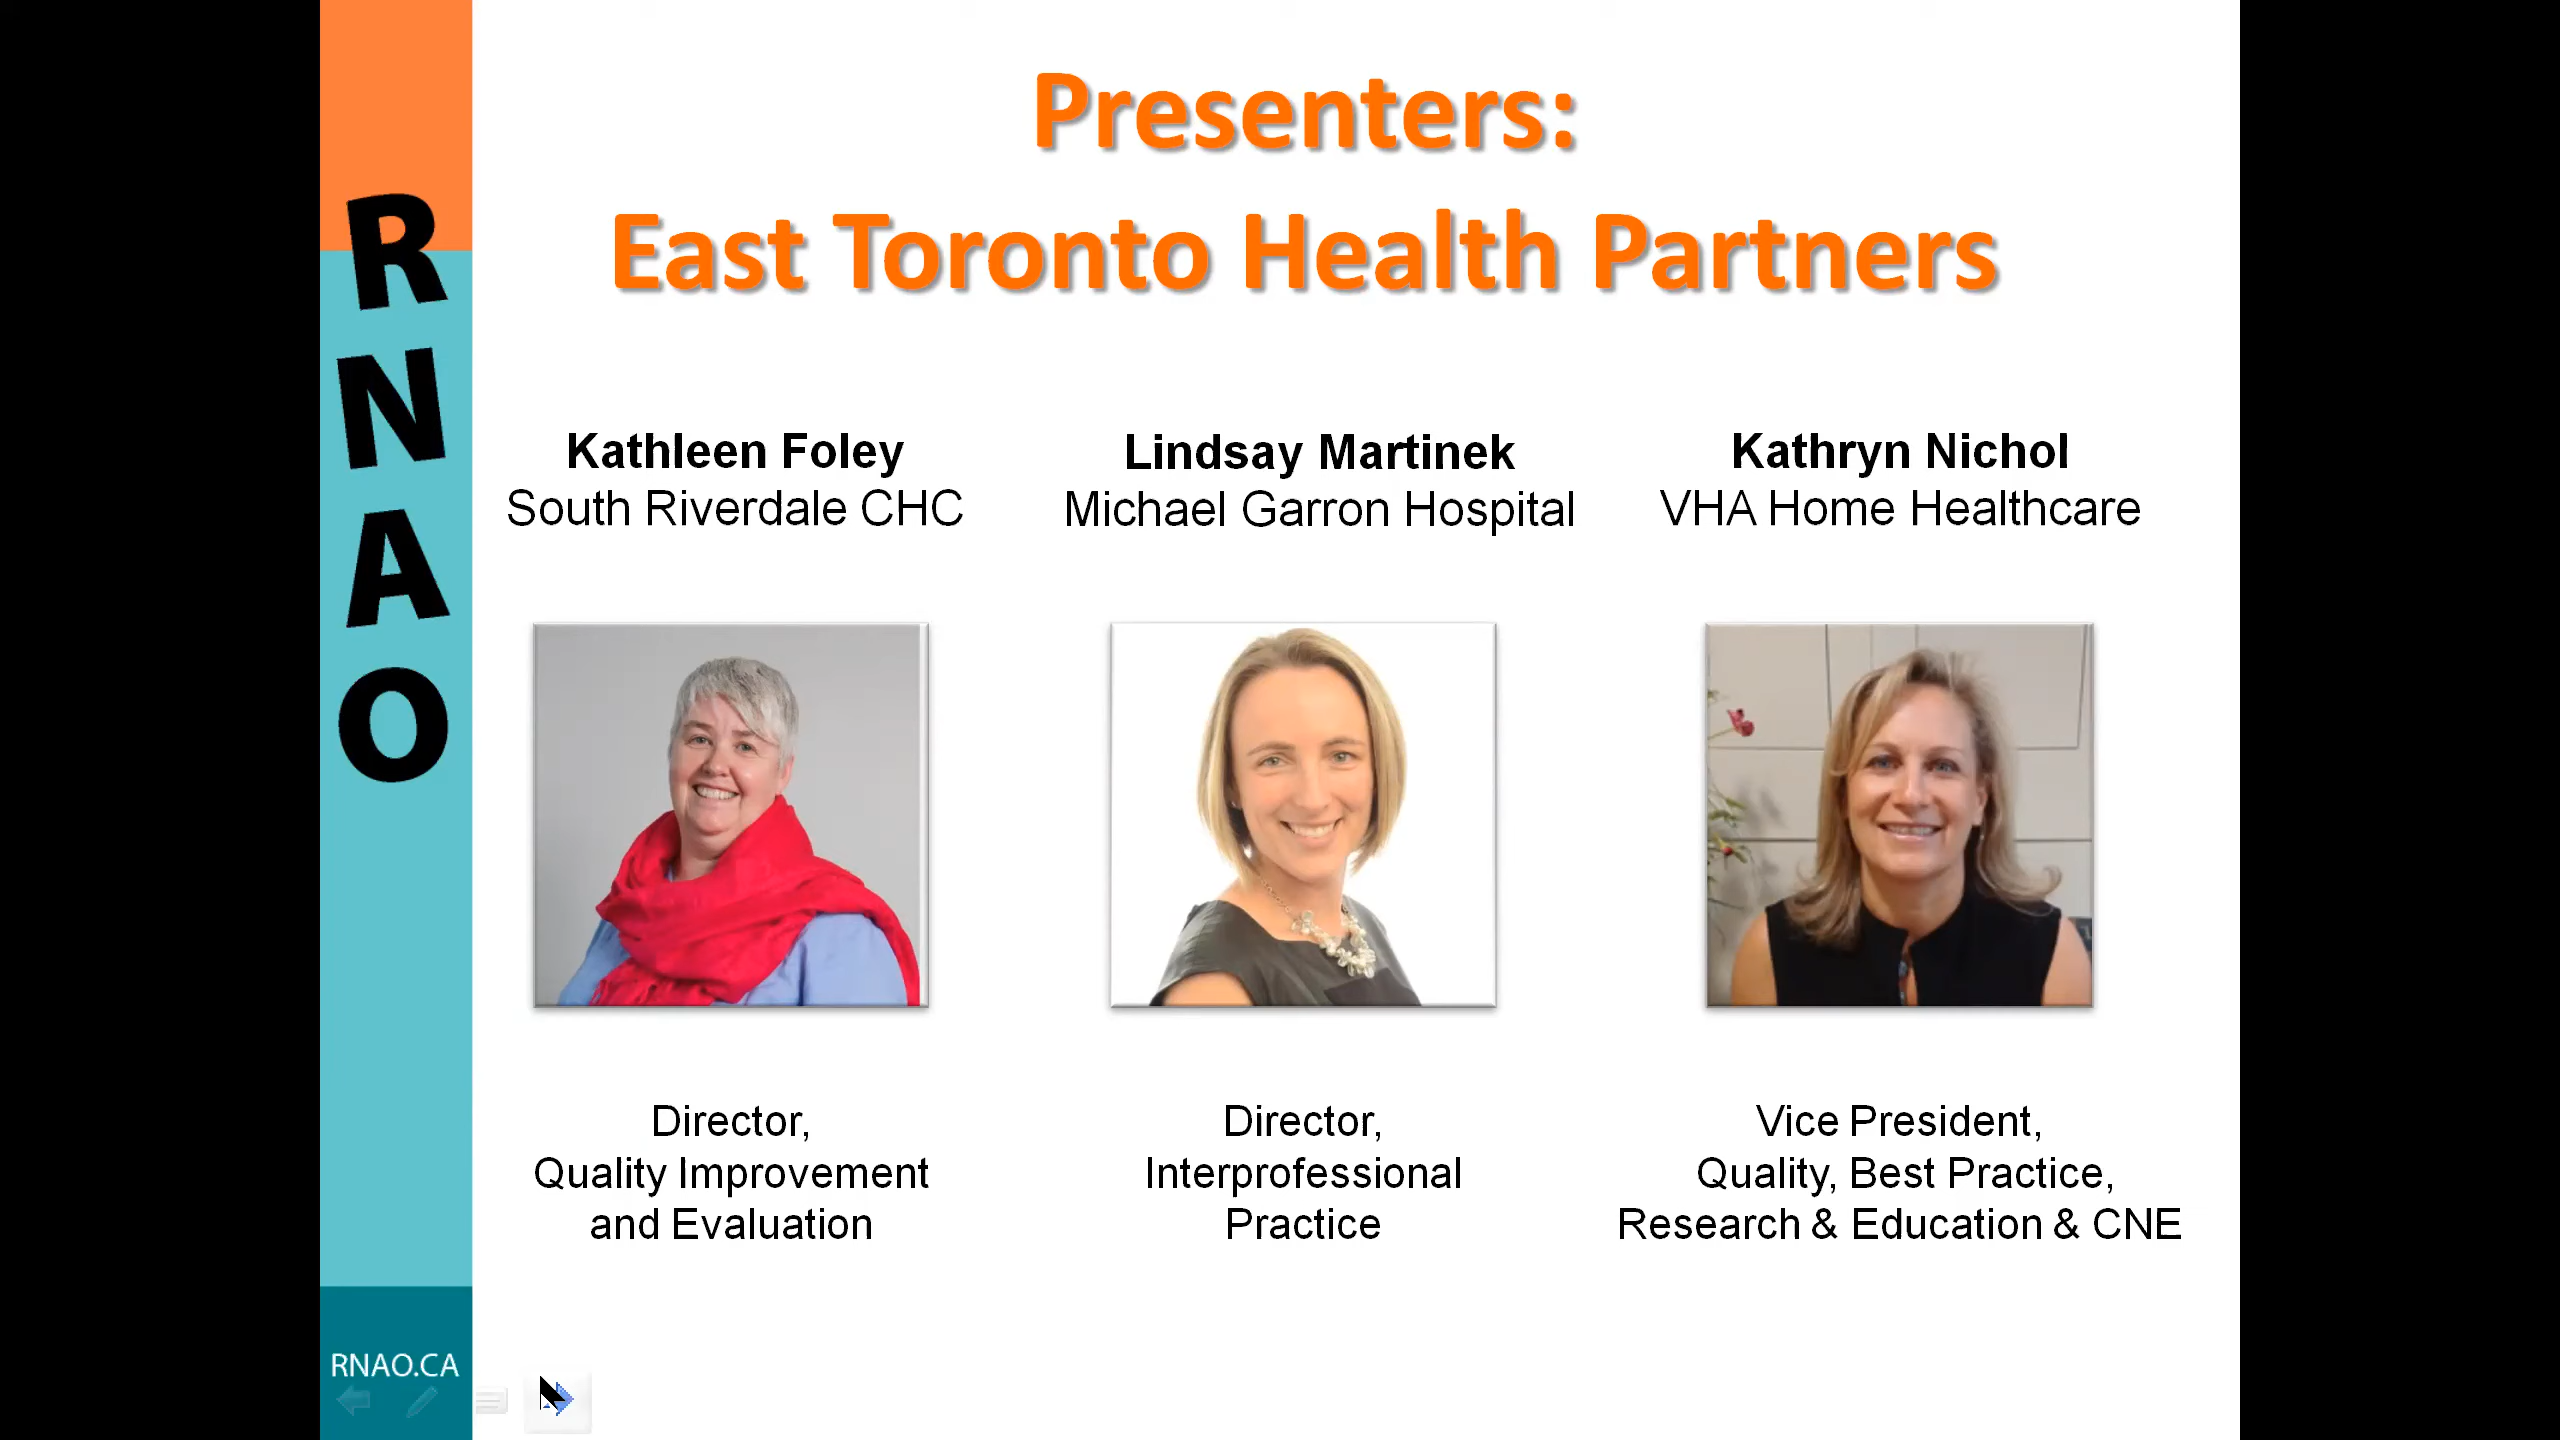 RNAO
Presenters:
East Toronto Health Partners
Kathleen Foley
South Riverdale CHC
Lindsay Martinek
Michael Garron Hospital
Kathryn Nichol
VHA Home Healthcare
Director,
Quality Improvement
and Evaluation
Director,
Interprofessional
Practice
Vice President,
Quality, Best Practice,
Research & Education & CNE
RNAO.CA